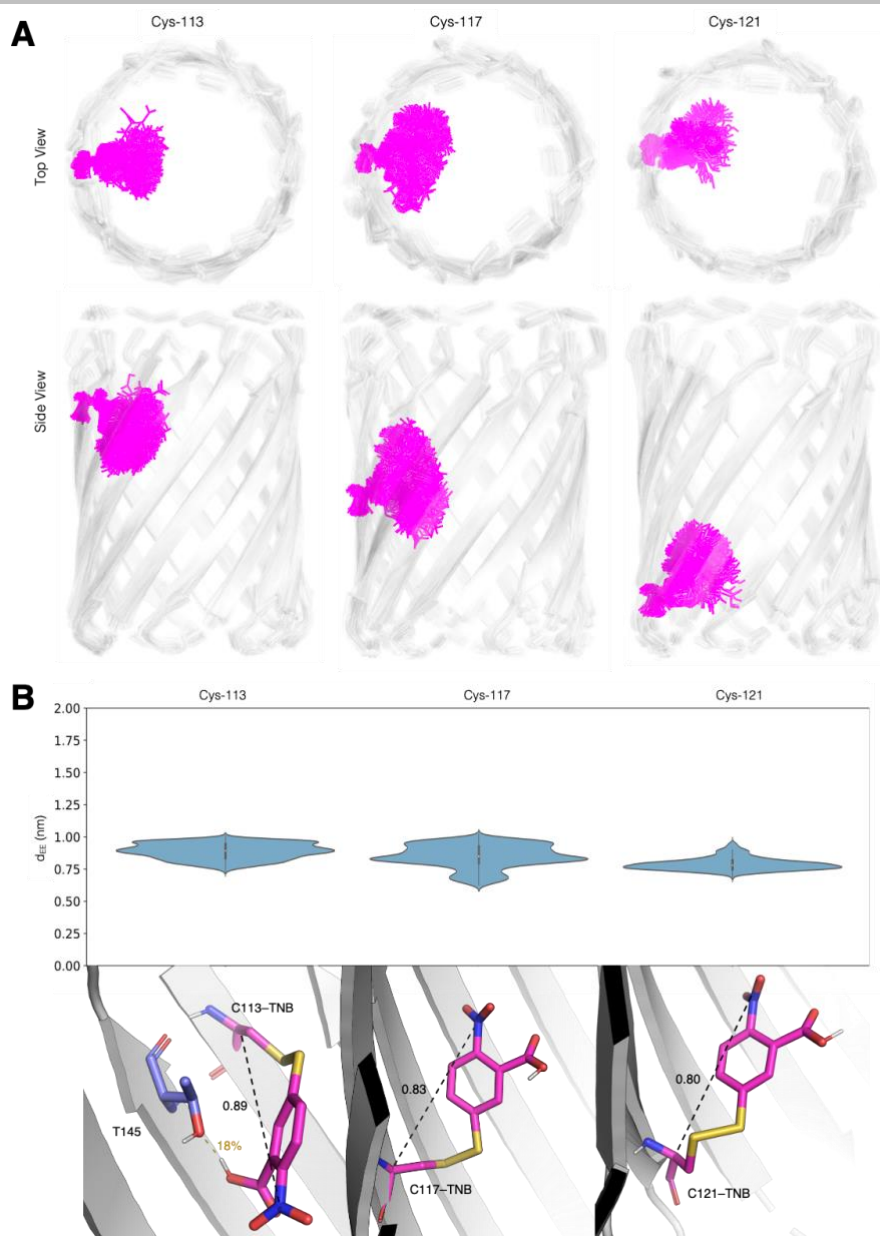 A
Cys-113 Cys-117 Cys-121
Top View
Side View
B
Cys-113 Cys-117 Cys-121
2.00
1.75
1.50
1.25
1.00
0.75
0.50
0.25
0.00
dEE (nm)
C113–TNB
0.89
T145
18%
0.83
C117–TNB
0.80
C121–TNB